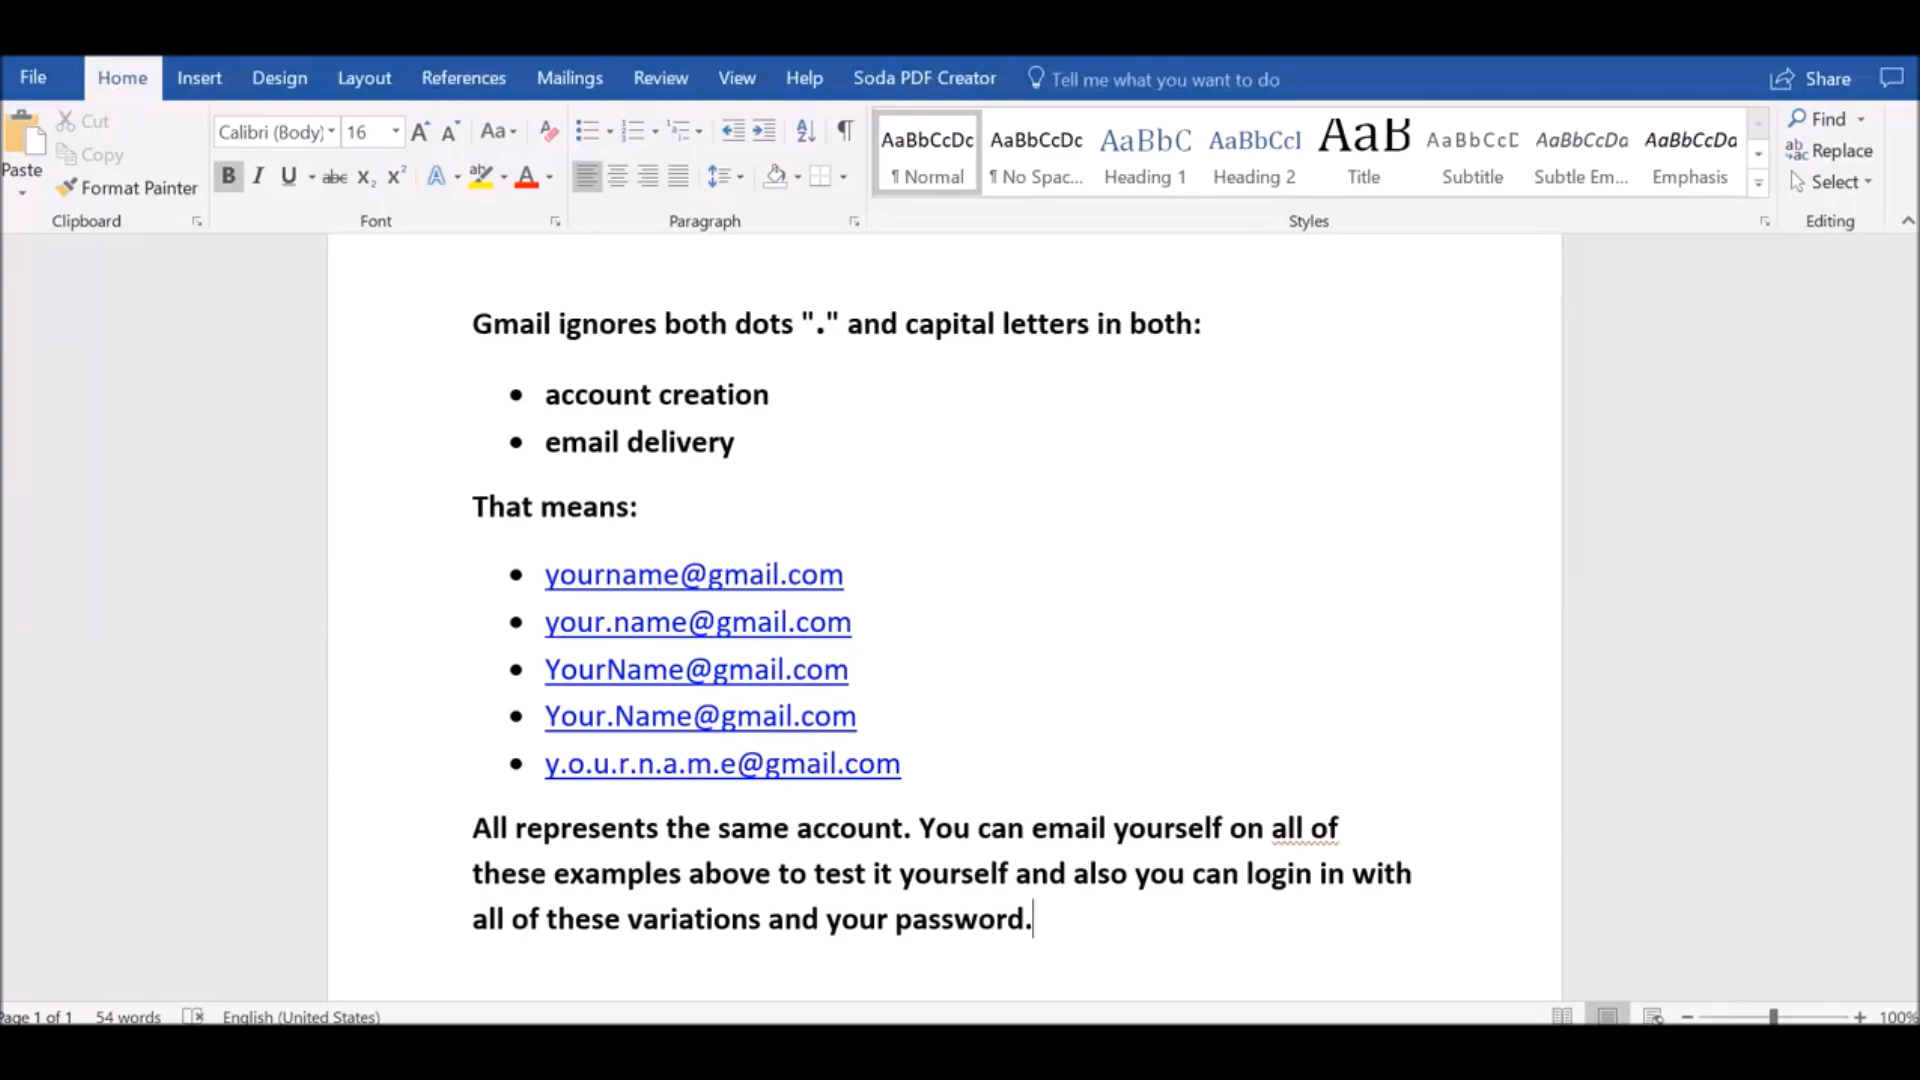 File Home Insert Design Layout References Mailings Review View Help Soda PDF Creator Tell me what you want to do Share
Cut
Copy
Paste
Format Painter
Clipboard
Calibri (Body) 16 Aa
B I U abc X₂ X² A ab A
Font
Paragraph
AaBbCcDc AaBbCcDc AaBbC AaBbCcI AaB AaBbCcD AaBbCcDa AaBbCcDa
¶ Normal ¶ No Spac... Heading 1 Heading 2 Title Subtitle Subtle Em... Emphasis
Styles
Find
Replace
Select
Editing
Gmail ignores both dots "." and capital letters in both:
• account creation
• email delivery
That means:
• yourname@gmail.com
• your.name@gmail.com
• YourName@gmail.com
• Your.Name@gmail.com
• y.o.u.r.n.a.m.e@gmail.com
All represents the same account. You can email yourself on all of
these examples above to test it yourself and also you can login in with
all of these variations and your password.
Page 1 of 1 54 words English (United States) 100%